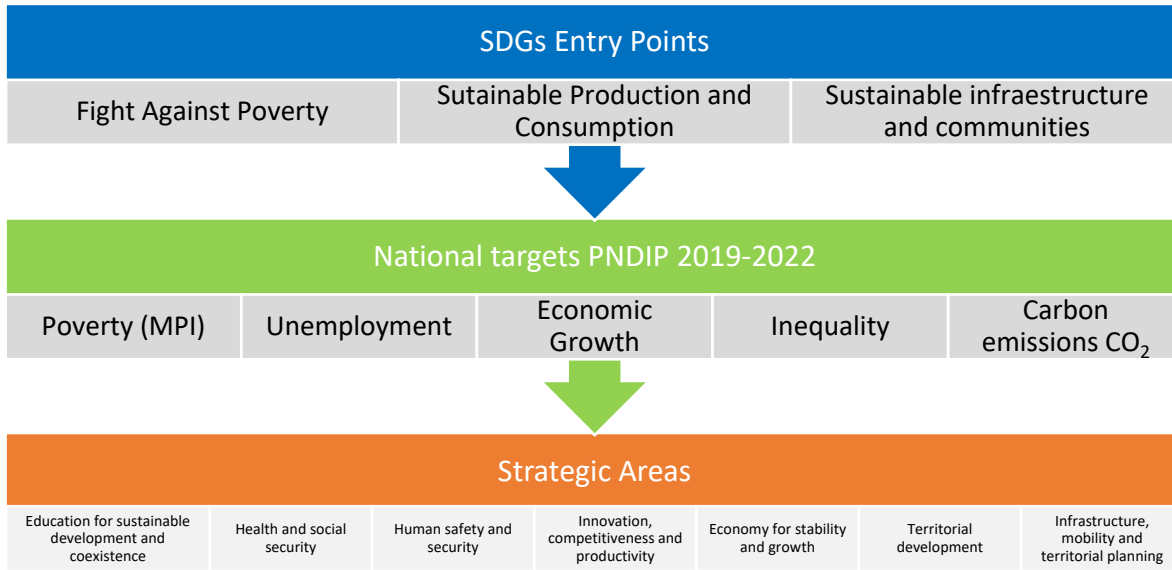 SDGs Entry Points
Fight Against Poverty
Sutainable Production and
Consumption
Sustainable infraestructure
and communities
National targets PNDIP 2019-2022
Poverty (MPI)
Unemployment
Economic
Growth
Inequality
Carbon
emissions CO₂
Strategic Areas
Education for sustainable
development and
coexistence
Health and social
security
Human safety and
security
Innovation,
competitiveness and
productivity
Economy for stability
and growth
Territorial
development
Infrastructure,
mobility and
territorial planning